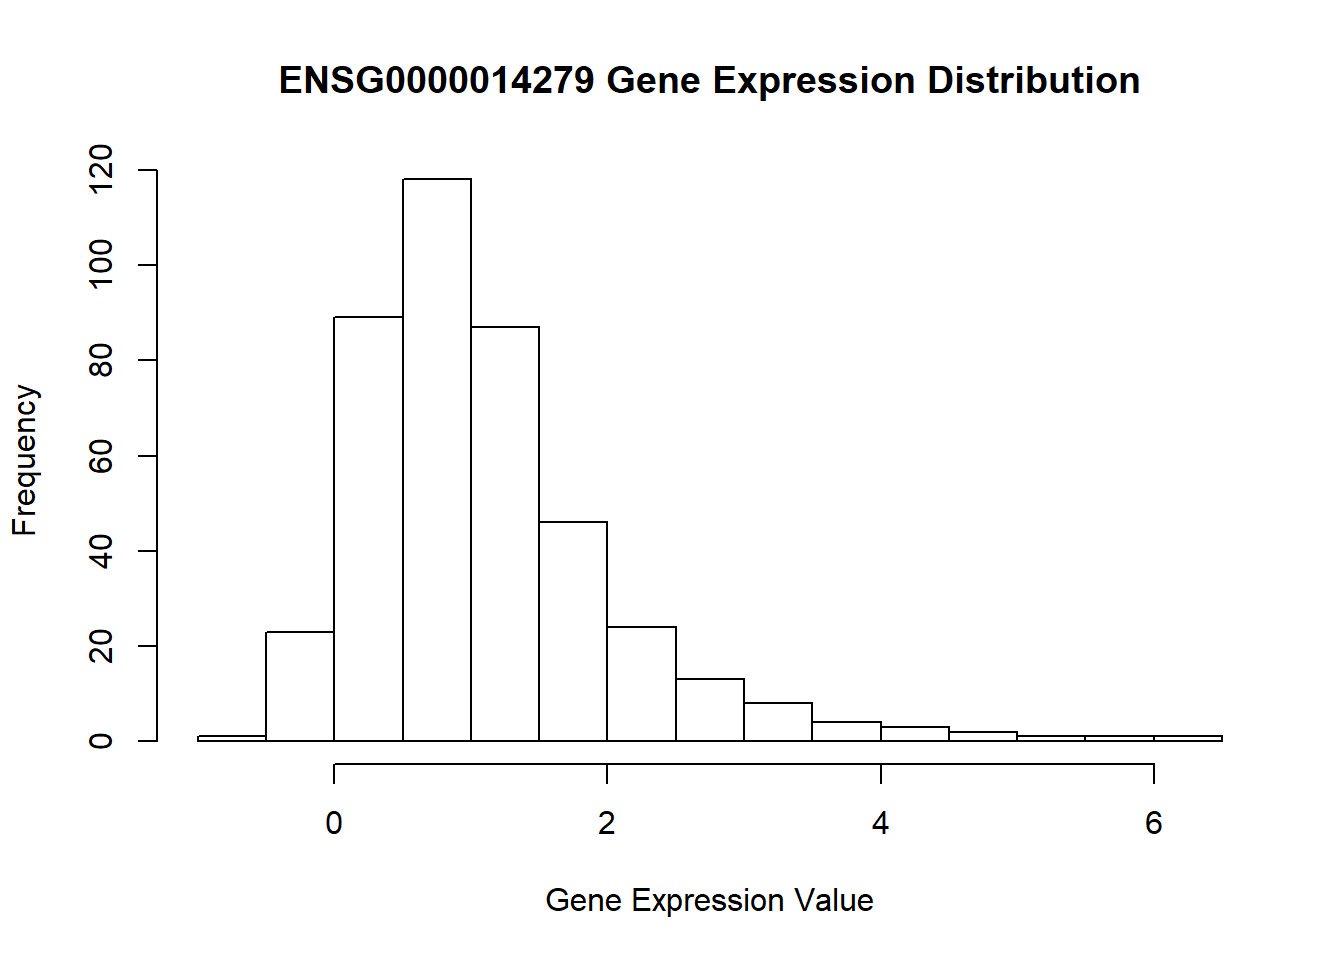 ENSG0000014279 Gene Expression Distribution
120
100
80
60
40
20
0
Frequency
0 2 4 6
Gene Expression Value